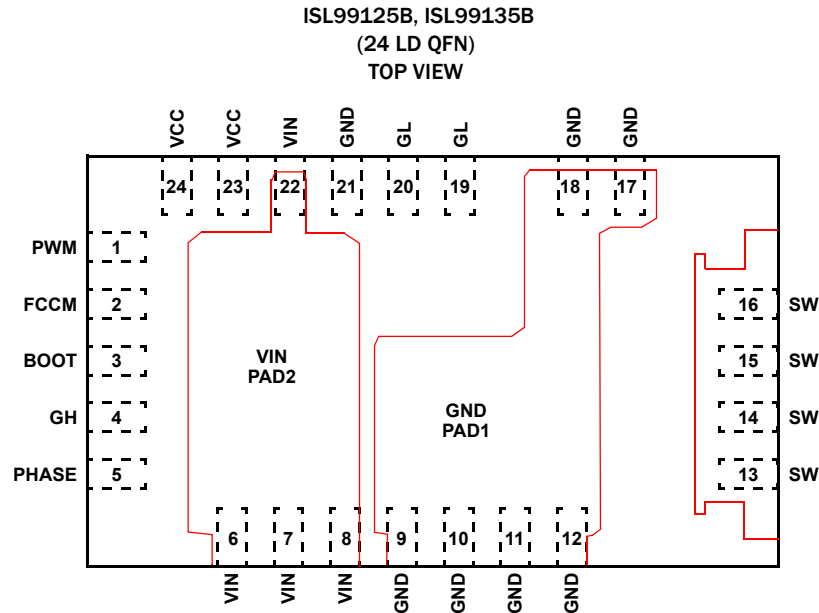 ISL99125B, ISL99135B
(24 LD QFN)
TOP VIEW
VCC VCC VIN GND GL GL GND GND
24 23 22 21 20 19 18 17
PWM 1
FCCM 2
16 SW
BOOT 3
15 SW
VIN
PAD2
GH 4
14 SW
GND
PAD1
PHASE 5
13 SW
6 7 8 9 10 11 12
VIN VIN VIN GND GND GND GND